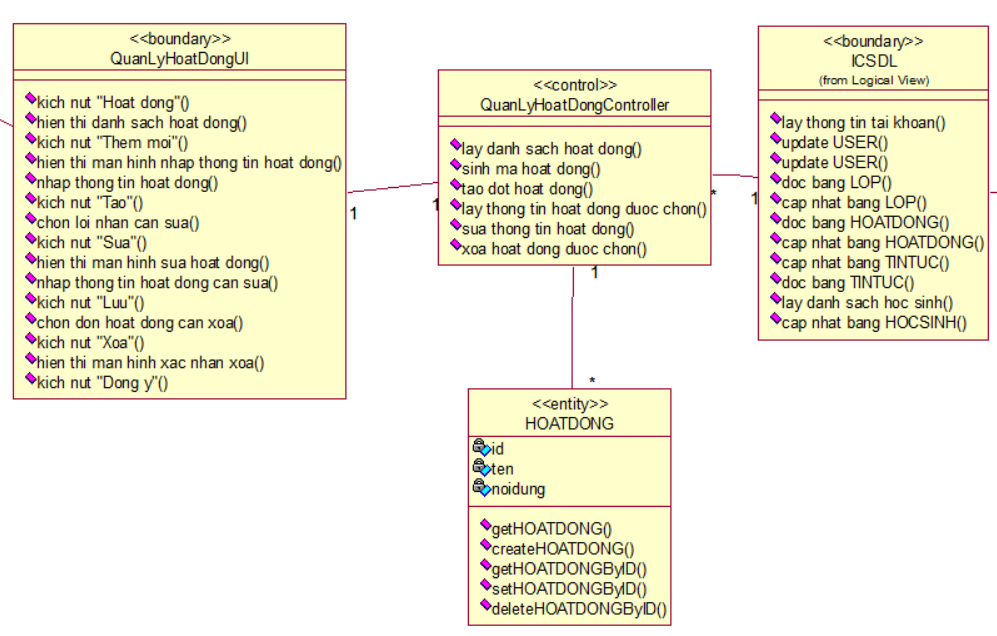 <<boundary>>
QuanLyHoatDongUI
kich nut "Hoat dong"()
hien thi danh sach hoat dong()
kich nut "Them moi"()
hien thi man hinh nhap thong tin hoat dong()
nhap thong tin hoat dong()
kich nut "Tao"()
chon loi nhan can sua()
kich nut "Sua"()
hien thi man hinh sua hoat dong()
nhap thong tin hoat dong can sua()
kich nut "Luu"()
chon don hoat dong can xoa()
kich nut "Xoa"()
hien thi man hinh xac nhan xoa()
kich nut "Dong y"()
1
1
<<control>>
QuanLyHoatDongController
lay danh sach hoat dong()
sinh ma hoat dong()
tao dot hoat dong()
lay thong tin hoat dong duoc chon()
sua thong tin hoat dong()
xoa hoat dong duoc chon()
*
1
<<boundary>>
ICSDL
(from Logical View)
lay thong tin tai khoan()
update USER()
update USER()
doc bang LOP()
cap nhat bang LOP()
doc bang HOATDONG()
cap nhat bang HOATDONG()
cap nhat bang TINTUC()
doc bang TINTUC()
lay danh sach hoc sinh()
cap nhat bang HOCSINH()
1
*
<<entity>>
HOATDONG
id
ten
noidung
getHOATDONG()
createHOATDONG()
getHOATDONGByID()
setHOATDONGByID()
deleteHOATDONGByID()